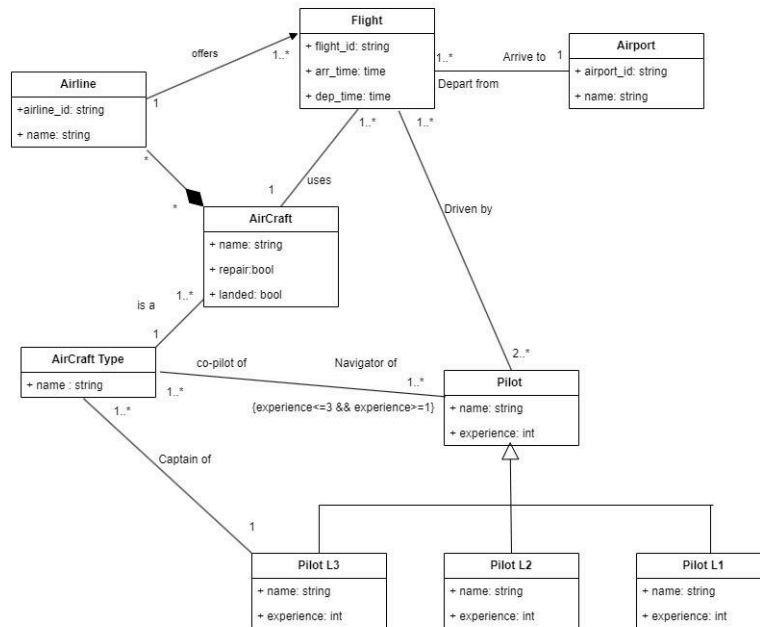 Flight
+ flight_id: string
+ arr_time: time
+ dep_time: time
offers
1..*
1
1..*
Arrive to
1
Depart from
Airport
+ airport_id: string
+ name: string
Airline
+airline_id: string
+ name: string
*
*
1..*
1..*
uses
1
Driven by
AirCraft
+ name: string
+ repair:bool
+ landed: bool
1..*
is a
1
AirCraft Type
+ name : string
co-pilot of
Navigator of
2..*
1..*
1..*
1..*
{experience<=3 && experience>=1}
Pilot
+ name: string
+ experience: int
Captain of
1
Pilot L3
+ name: string
+ experience: int
Pilot L2
+ name: string
+ experience: int
Pilot L1
+ name: string
+ experience: int